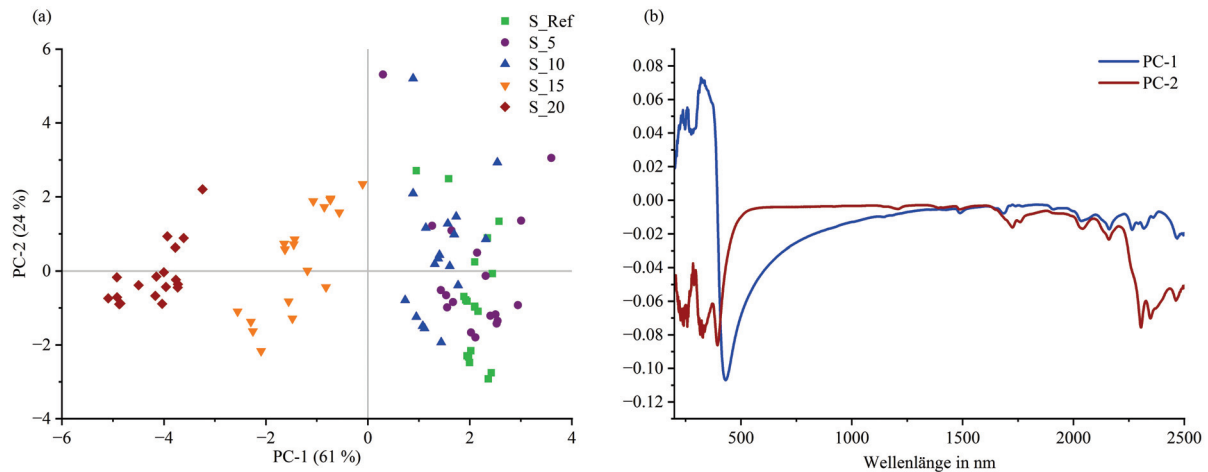 (a)
S_Ref
S_5
S_10
S_15
S_20
6
4
2
0
−2
−4
PC-2 (24 %)
−6 −4 −2 0 2 4
PC-1 (61 %)
(b)
PC-1
PC-2
0.08
0.06
0.04
0.02
0.00
−0.02
−0.04
−0.06
−0.08
−0.10
−0.12
500 1000 1500 2000 2500
Wellenlänge in nm